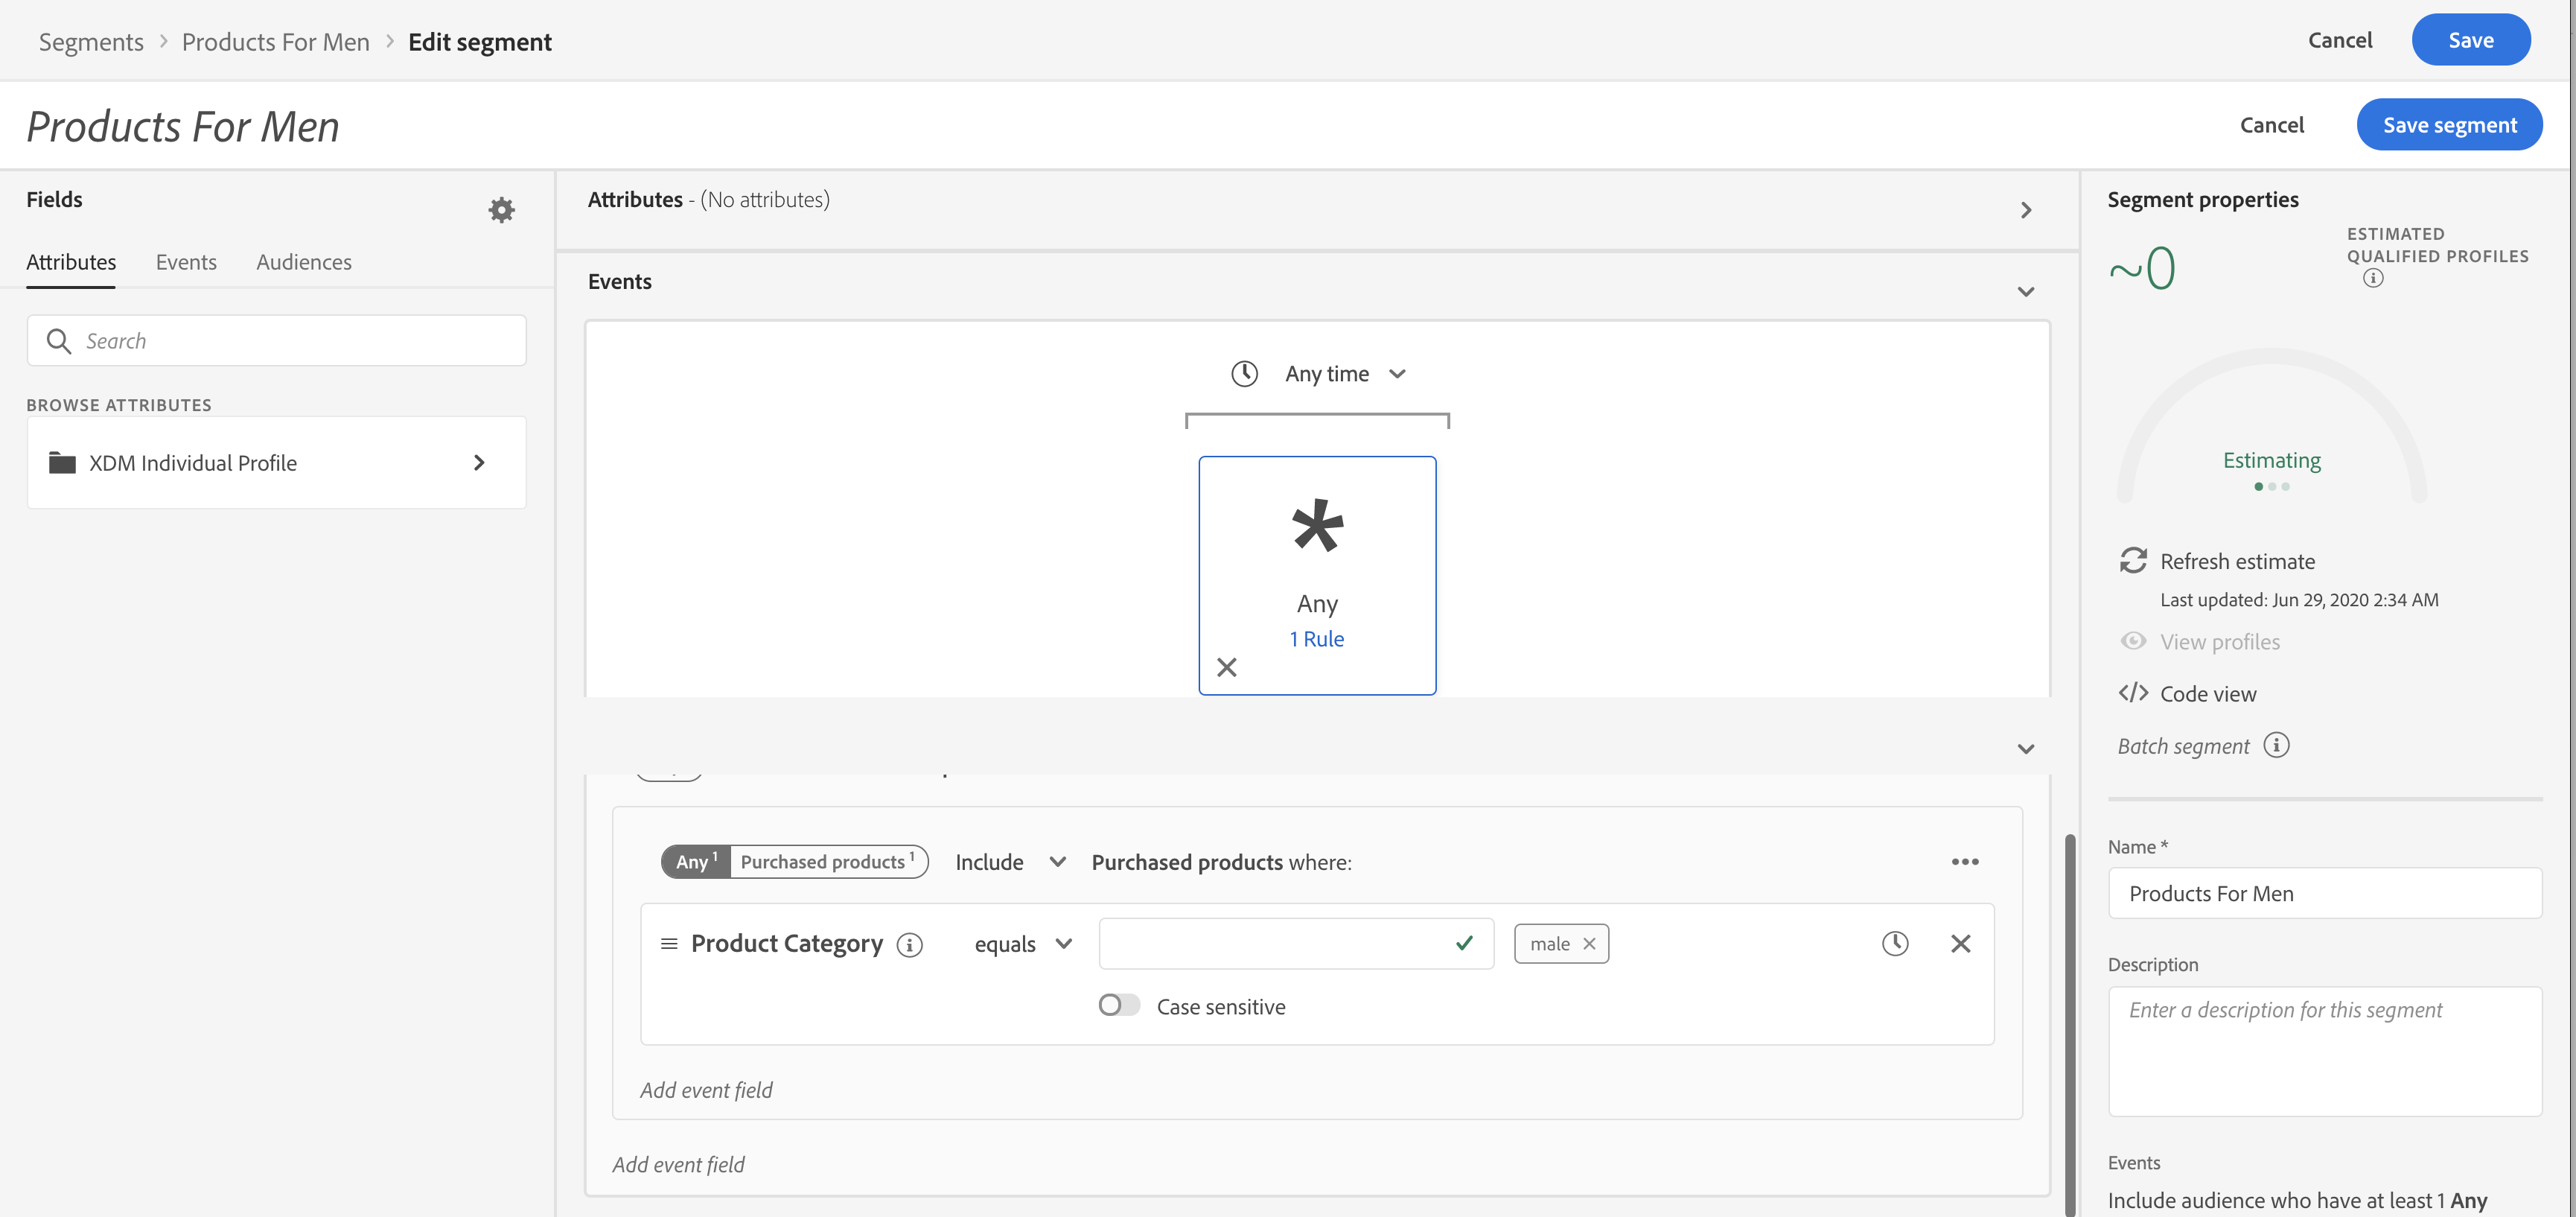 Segments > Products For Men > Edit segment
Cancel
Save
Products For Men
Cancel
Save segment
Fields
Attributes
Events
Audiences
Search
BROWSE ATTRIBUTES
XDM Individual Profile
Attributes - (No attributes)
Events
Any time
Any
1 Rule
Any 1
Purchased products 1
Include
Purchased products where:
Product Category
equals
male
Case sensitive
Add event field
Add event field
Segment properties
~0
ESTIMATED
QUALIFIED PROFILES
Estimating
Refresh estimate
Last updated: Jun 29, 2020 2:34 AM
View profiles
</> Code view
Batch segment
Name *
Products For Men
Description
Enter a description for this segment
Events
Include audience who have at least 1 Any